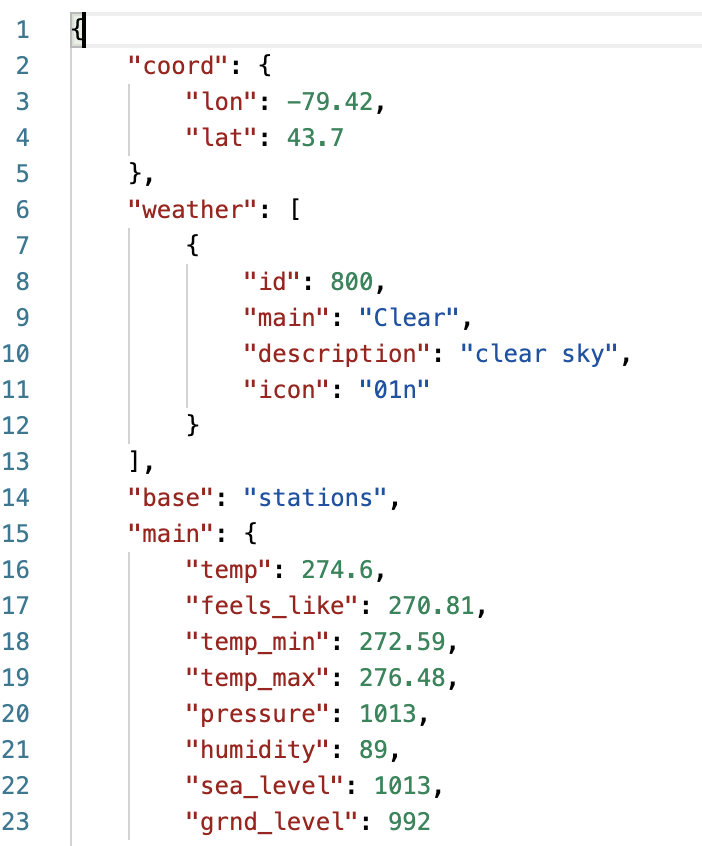 1 {
2     "coord": {
3         "lon": -79.42,
4         "lat": 43.7
5     },
6     "weather": [
7         {
8             "id": 800,
9             "main": "Clear",
10             "description": "clear sky",
11             "icon": "01n"
12         }
13     ],
14     "base": "stations",
15     "main": {
16         "temp": 274.6,
17         "feels_like": 270.81,
18         "temp_min": 272.59,
19         "temp_max": 276.48,
20         "pressure": 1013,
21         "humidity": 89,
22         "sea_level": 1013,
23         "grnd_level": 992